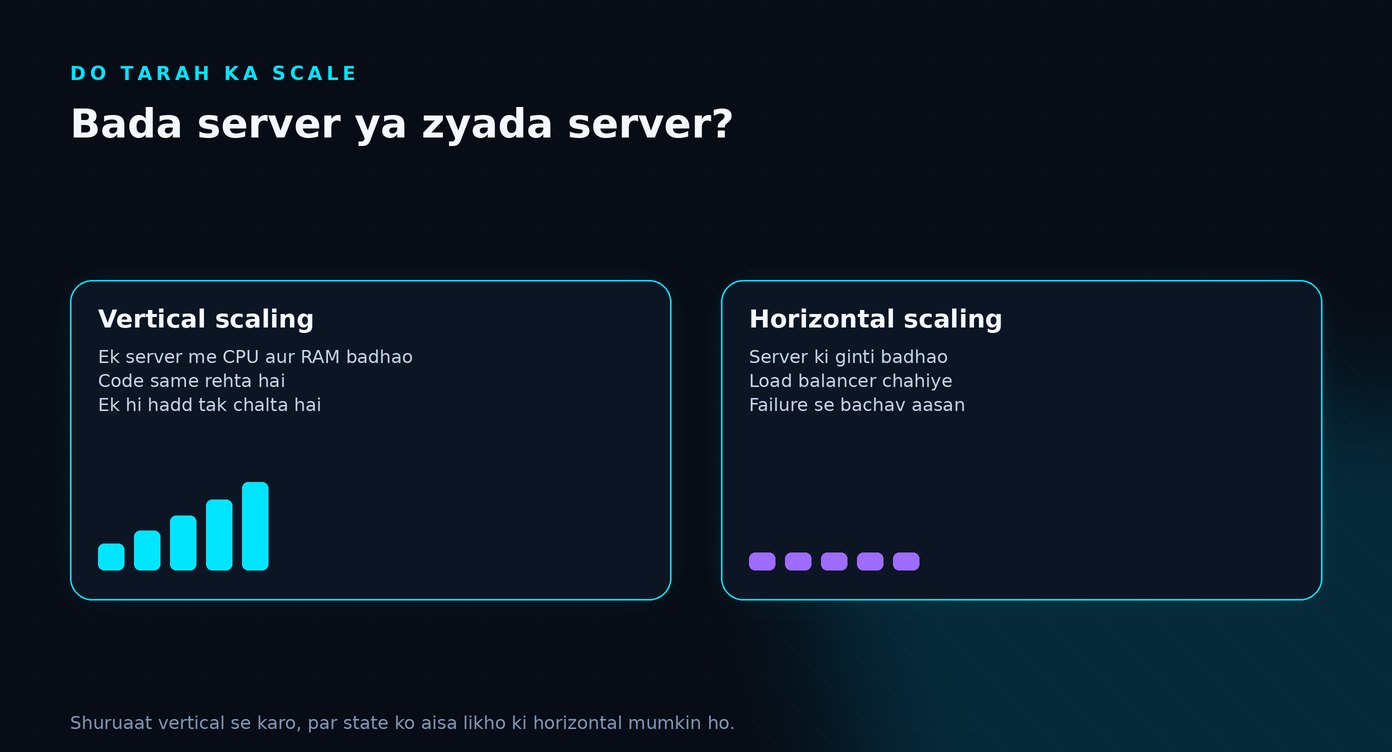 DO TARAH KA SCALE
Bada server ya zyada server?
Vertical scaling
Ek server me CPU aur RAM badhao
Code same rehta hai
Ek hi hadd tak chalta hai
Horizontal scaling
Server ki ginti badhao
Load balancer chahiye
Failure se bachav aasan
Shuruaat vertical se karo, par state ko aisa likho ki horizontal mumkin ho.